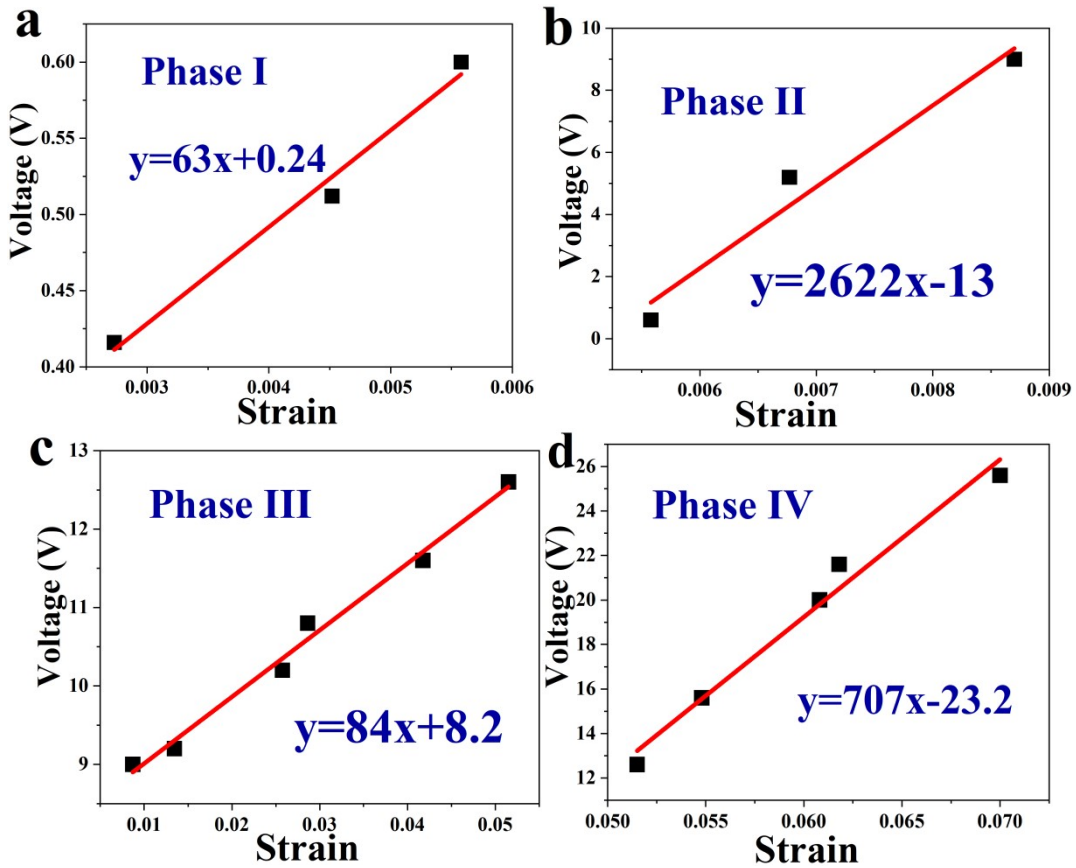 a
Phase I
y=63x+0.24
Voltage (V)
0.60
0.55
0.50
0.45
0.40
0.003 0.004 0.005 0.006
Strain
b
Phase II
y=2622x-13
Voltage (V)
10
8
6
4
2
0
0.006 0.007 0.008 0.009
Strain
c
Phase III
y=84x+8.2
Voltage (V)
13
12
11
10
9
0.01 0.02 0.03 0.04 0.05
Strain
d
Phase IV
y=707x-23.2
Voltage (V)
26
24
22
20
18
16
14
12
0.050 0.055 0.060 0.065 0.070
Strain